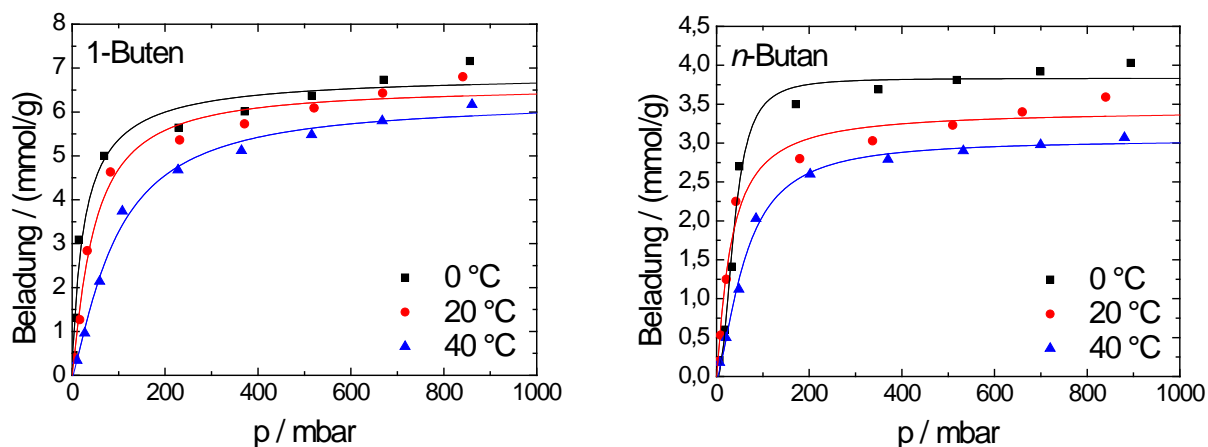 1-Buten
Beladung / (mmol/g)
8
7
6
5
4
3
2
1
0
0 °C
20 °C
40 °C
0 200 400 600 800 1000
p / mbar
n-Butan
Beladung / (mmol/g)
4,5
4,0
3,5
3,0
2,5
2,0
1,5
1,0
0,5
0,0
0 °C
20 °C
40 °C
0 200 400 600 800 1000
p / mbar